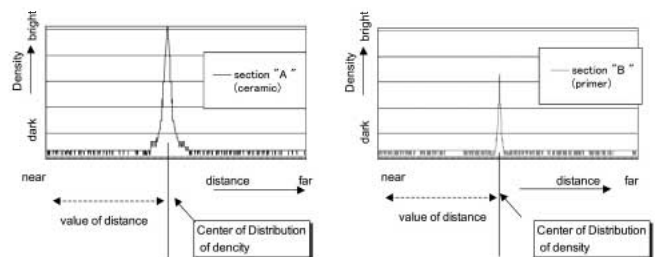 bright
Density
dark
section "A"
(ceramic)
near
distance
far
value of distance
Center of Distribution
of dencity
bright
Density
dark
section "B"
(primer)
near
distance
far
value of distance
Center of Distribution
of density